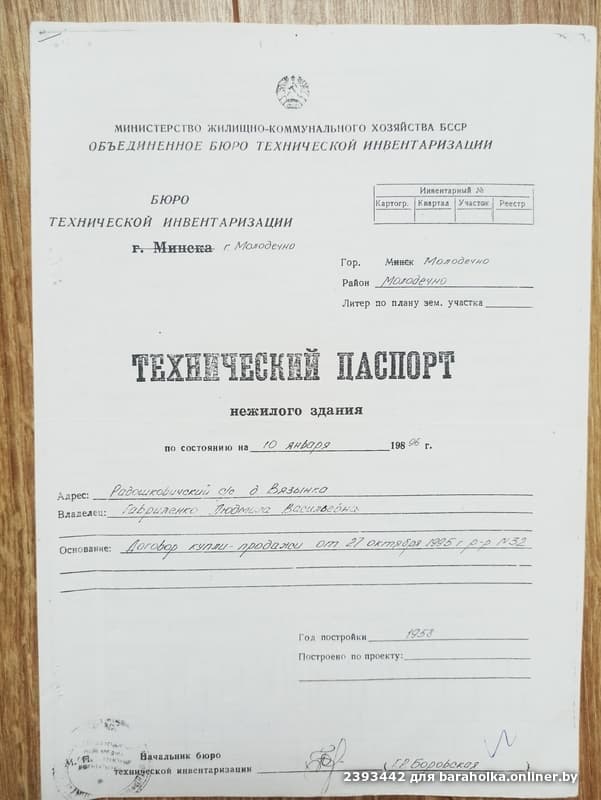 МИНИСТЕРСТВО ЖИЛИЩНО-КОММУНАЛЬНОГО ХОЗЯЙСТВА БССР
ОБЪЕДИНЕННОЕ БЮРО ТЕХНИЧЕСКОЙ ИНВЕНТАРИЗАЦИИ
БЮРО
ТЕХНИЧЕСКОЙ ИНВЕНТАРИЗАЦИИ
г. Минска г. Молодечно
Инвентарный №
Картогр. Квартал Участок Реестр
Гор. Минск Молодечно
Район Молодечно
Литер по плану зем. участка
ТЕХНИЧЕСКИЙ ПАСПОРТ
нежилого здания
по состоянию на 10 января 198 96 г.
Адрес: Радошковичский с/с д Вязынка
Владелец: Гавриленко Людмила Васильевна
Основание: Договор купли-продажи от 27 октября 1995 г р-р N32
Год постройки 1958
Построено по проекту:
М. П. Начальник бюро
технической инвентаризации
Г.Р. Боровская
2393442 для baraholka.onliner.by